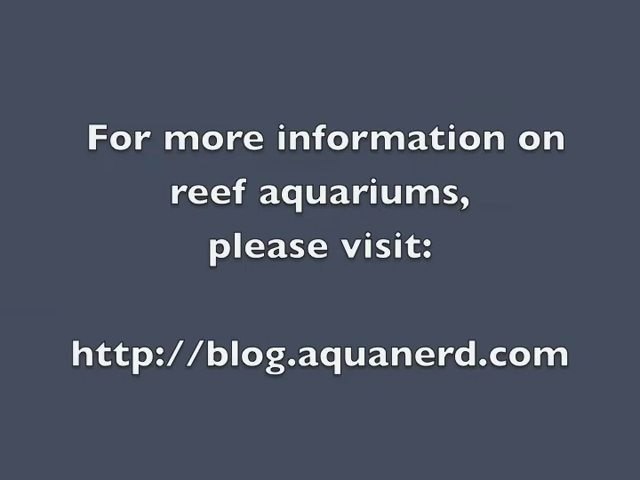 For more information on
reef aquariums,
please visit:
http://blog.aquanerd.com